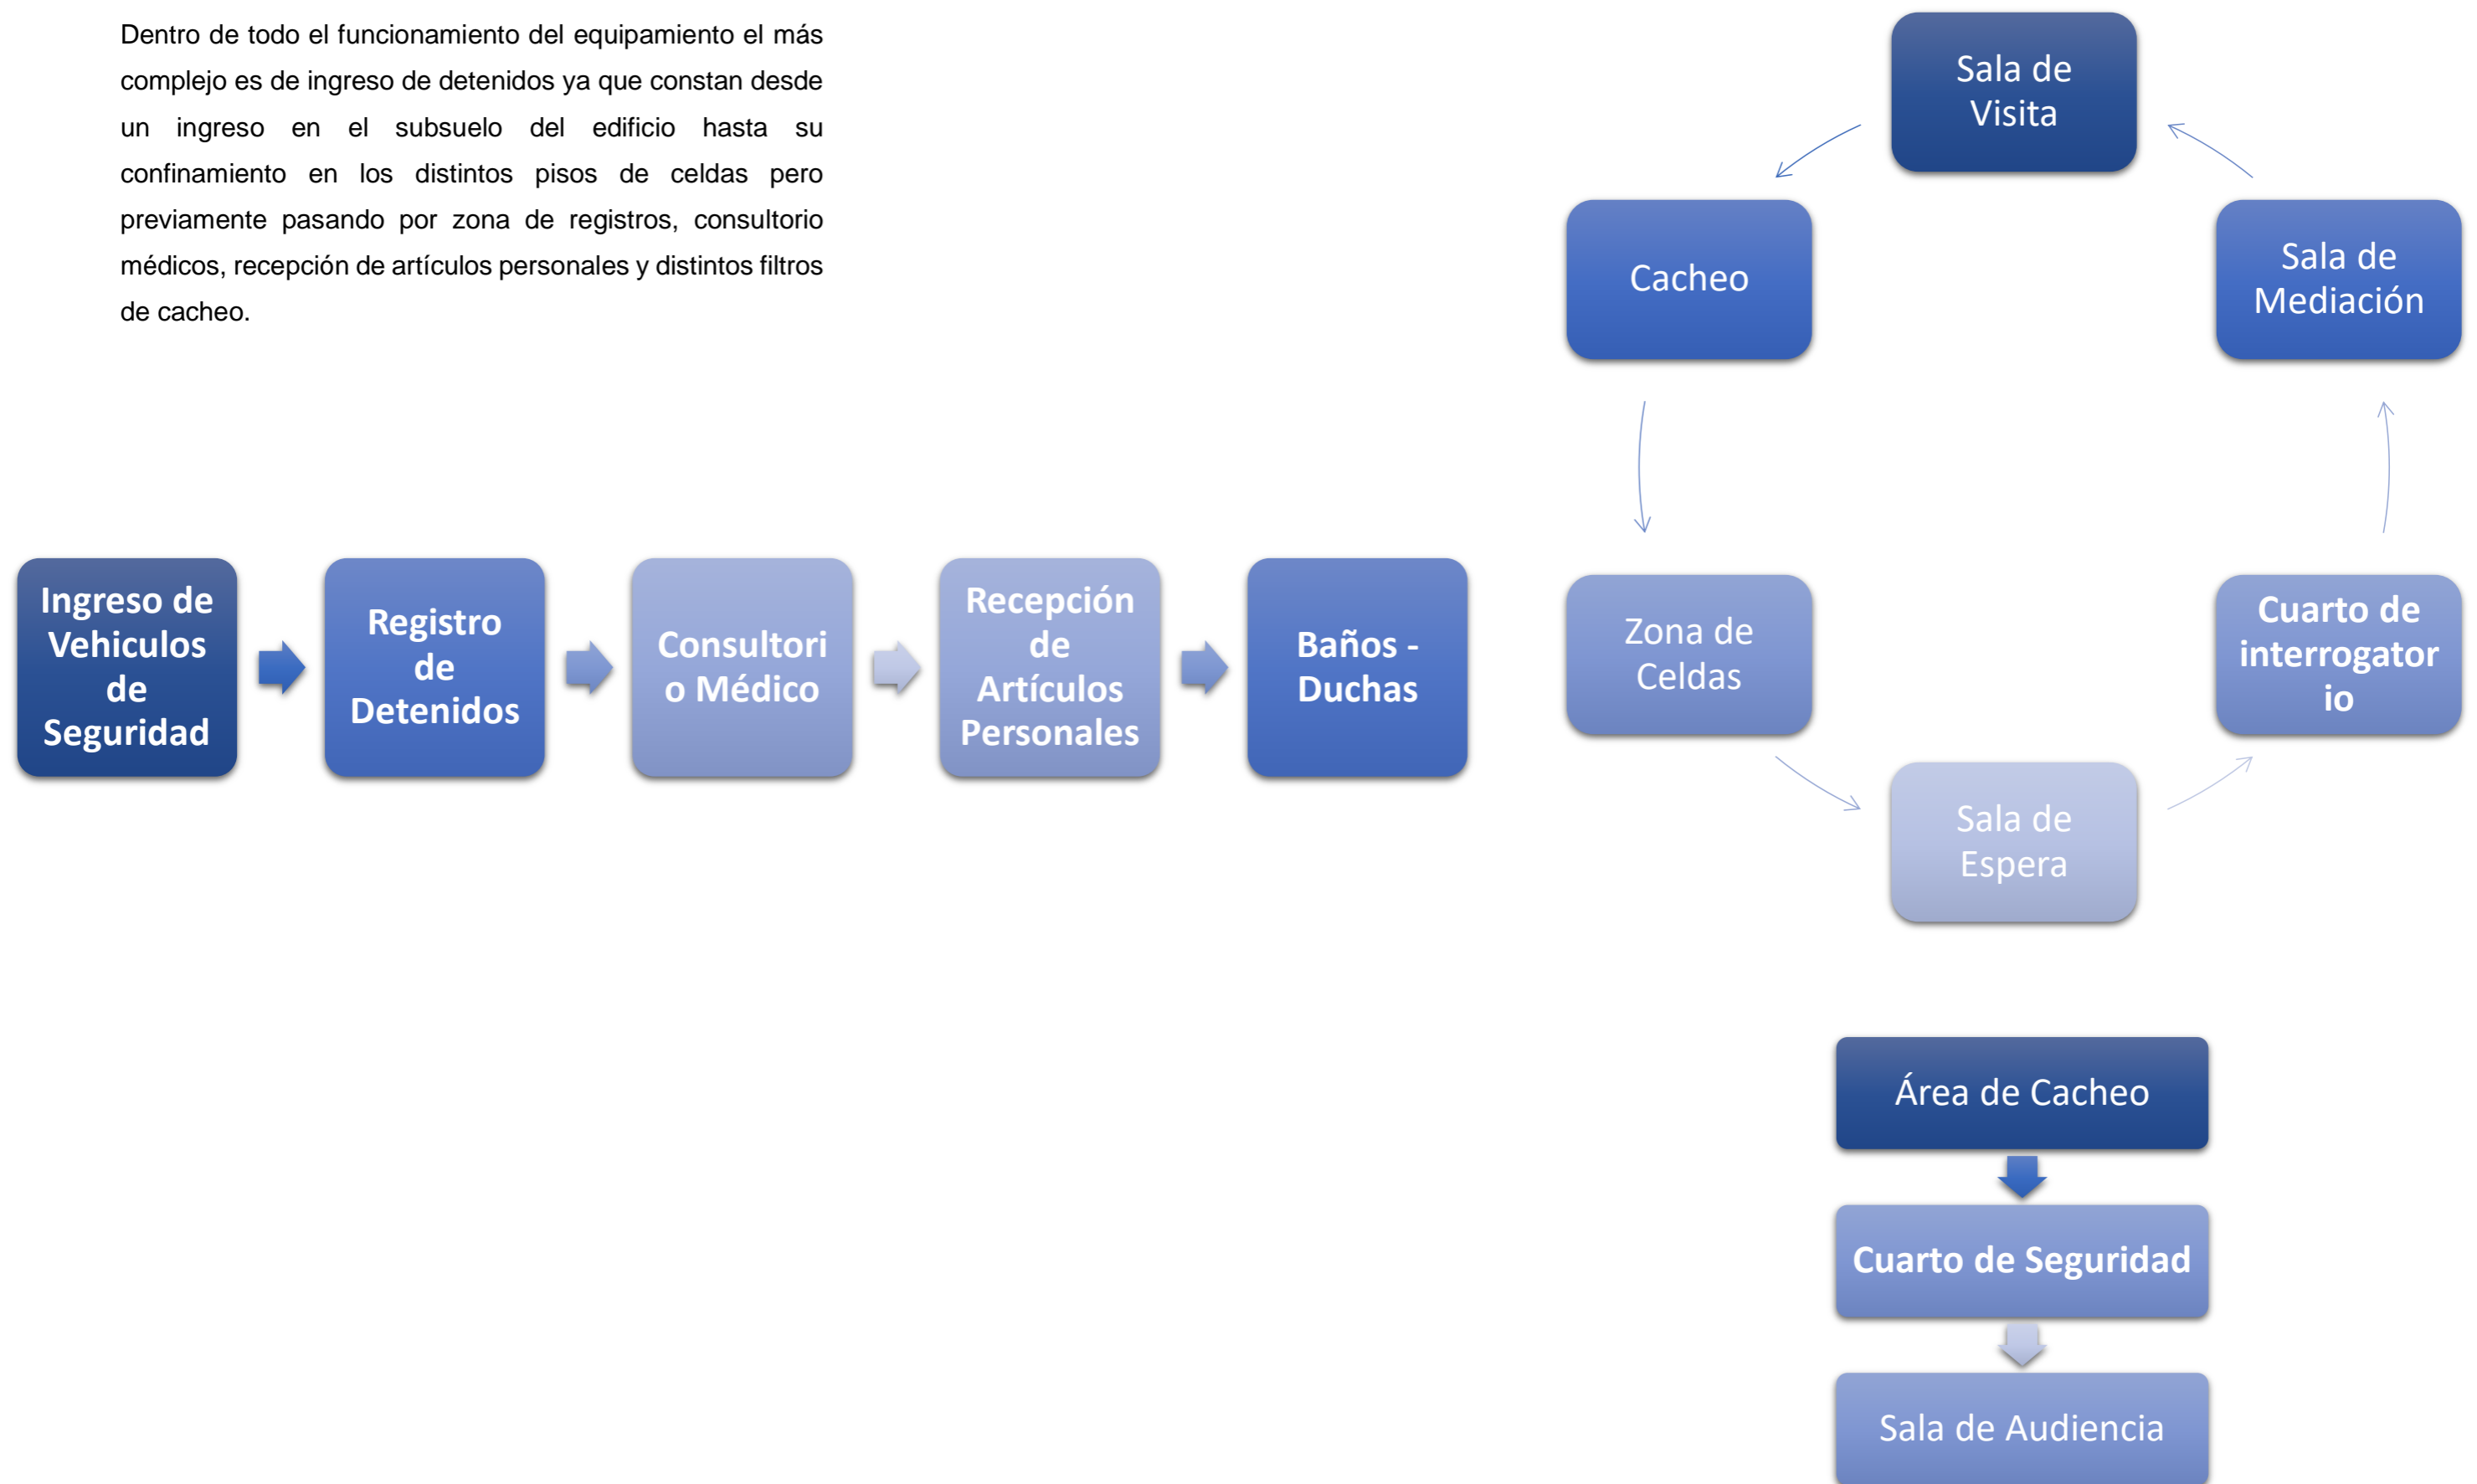 Dentro de todo el funcionamiento del equipamiento el más
complejo es de ingreso de detenidos ya que constan desde
un ingreso en el subsuelo del edificio hasta su
confinamiento en los distintos pisos de celdas pero
previamente pasando por zona de registros, consultorio
médicos, recepción de artículos personales y distintos filtros
de cacheo.
Ingreso de
Vehiculos
de
Seguridad
Registro
de
Detenidos
Consultori
o Médico
Recepción
de
Artículos
Personales
Baños -
Duchas
Sala de
Visita
Cacheo
Zona de
Celdas
Sala de
Espera
Cuarto de
interrogator
io
Sala de
Mediación
Área de Cacheo
Cuarto de Seguridad
Sala de Audiencia